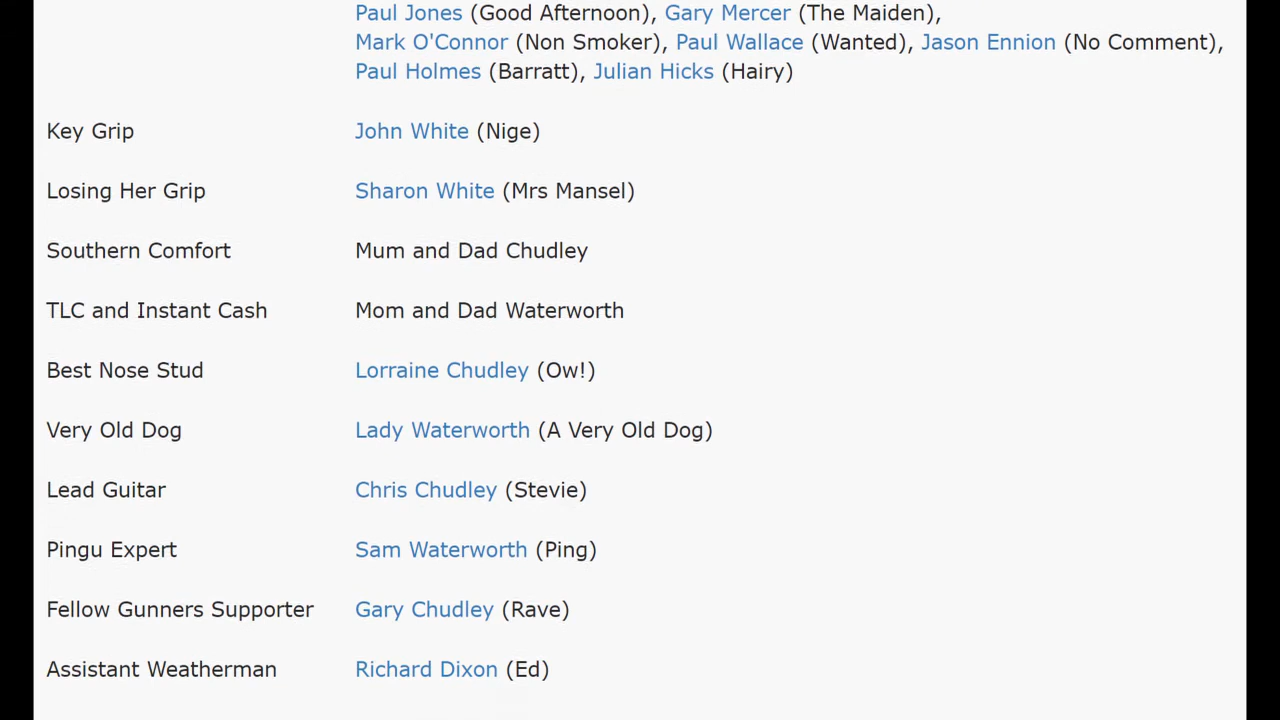 Paul Jones (Good Afternoon), Gary Mercer (The Maiden),
Mark O'Connor (Non Smoker), Paul Wallace (Wanted), Jason Ennion (No Comment),
Paul Holmes (Barratt), Julian Hicks (Hairy)
Key Grip John White (Nige)
Losing Her Grip Sharon White (Mrs Mansel)
Southern Comfort Mum and Dad Chudley
TLC and Instant Cash Mom and Dad Waterworth
Best Nose Stud Lorraine Chudley (Ow!)
Very Old Dog Lady Waterworth (A Very Old Dog)
Lead Guitar Chris Chudley (Stevie)
Pingu Expert Sam Waterworth (Ping)
Fellow Gunners Supporter Gary Chudley (Rave)
Assistant Weatherman Richard Dixon (Ed)